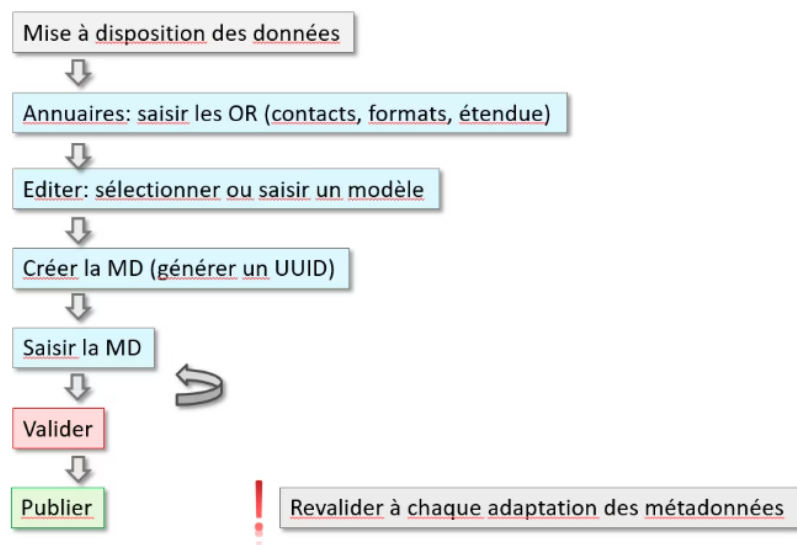 Mise à disposition des données
Annuaires: saisir les OR (contacts, formats, étendue)
Editer: sélectionner ou saisir un modèle
Créer la MD (générer un UUID)
Saisir la MD
Valider
Publier
Revalider à chaque adaptation des métadonnées